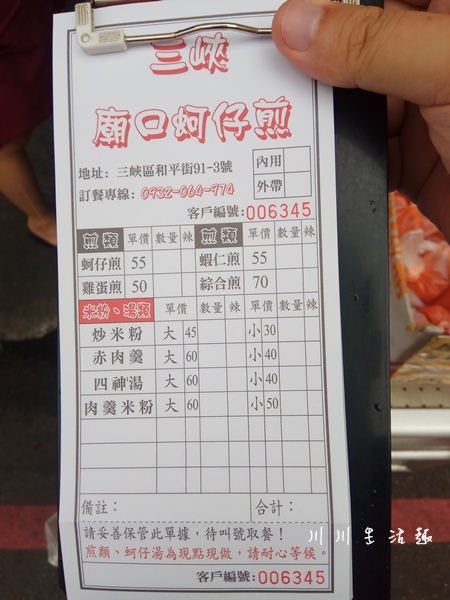 三峽
廟口蚵仔煎
地址：三峽區和平街91-3號 內用
訂餐專線：0932-064-974 外帶
客戶編號:006345
煎類 單價 數量 辣 煎類 單價 數量 辣
蚵仔煎 55 蝦仁煎 55
雞蛋煎 50 綜合煎 70
米粉、湯類 單價 數量 辣 單價 數量 辣
炒米粉 大 45 小 30
赤肉羹 大 60 小 40
四神湯 大 60 小 40
肉羹米粉 大 60 小 50
備註： 合計：
請妥善保管此單據，待叫號取餐！
煎類、蚵仔湯為現點現做，請耐心等候。
客戶編號:006345
川川生活趣